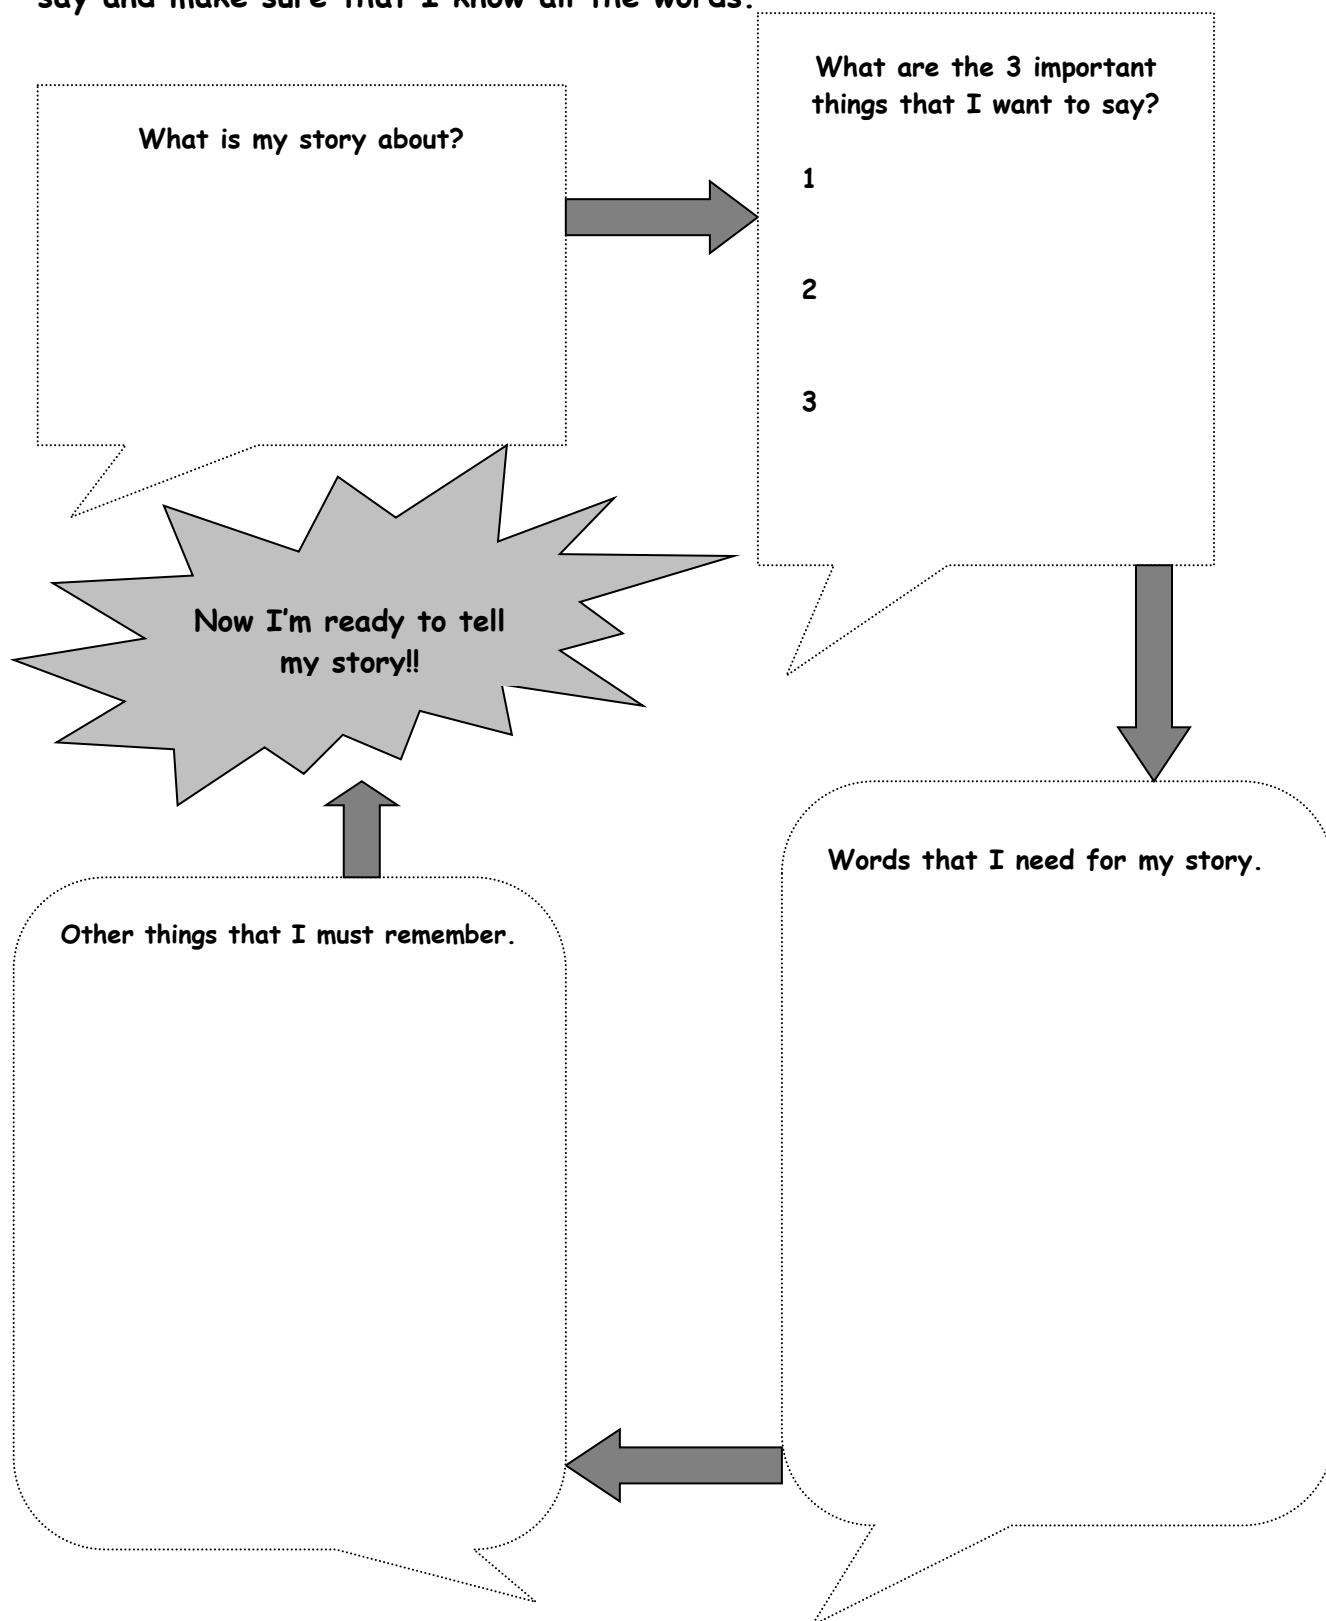 say and make sure that I know all the words.
What is my story about?
What are the 3 important
things that I want to say?
1
2
3
Words that I need for my story.
Other things that I must remember.
Now I'm ready to tell
my story!!